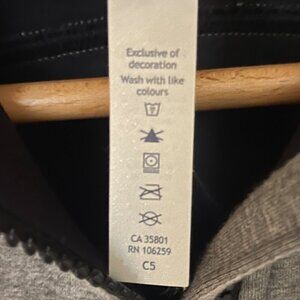 Exclusive of
decoration
Wash with like
colours
CA 35801
RN 106259
C5